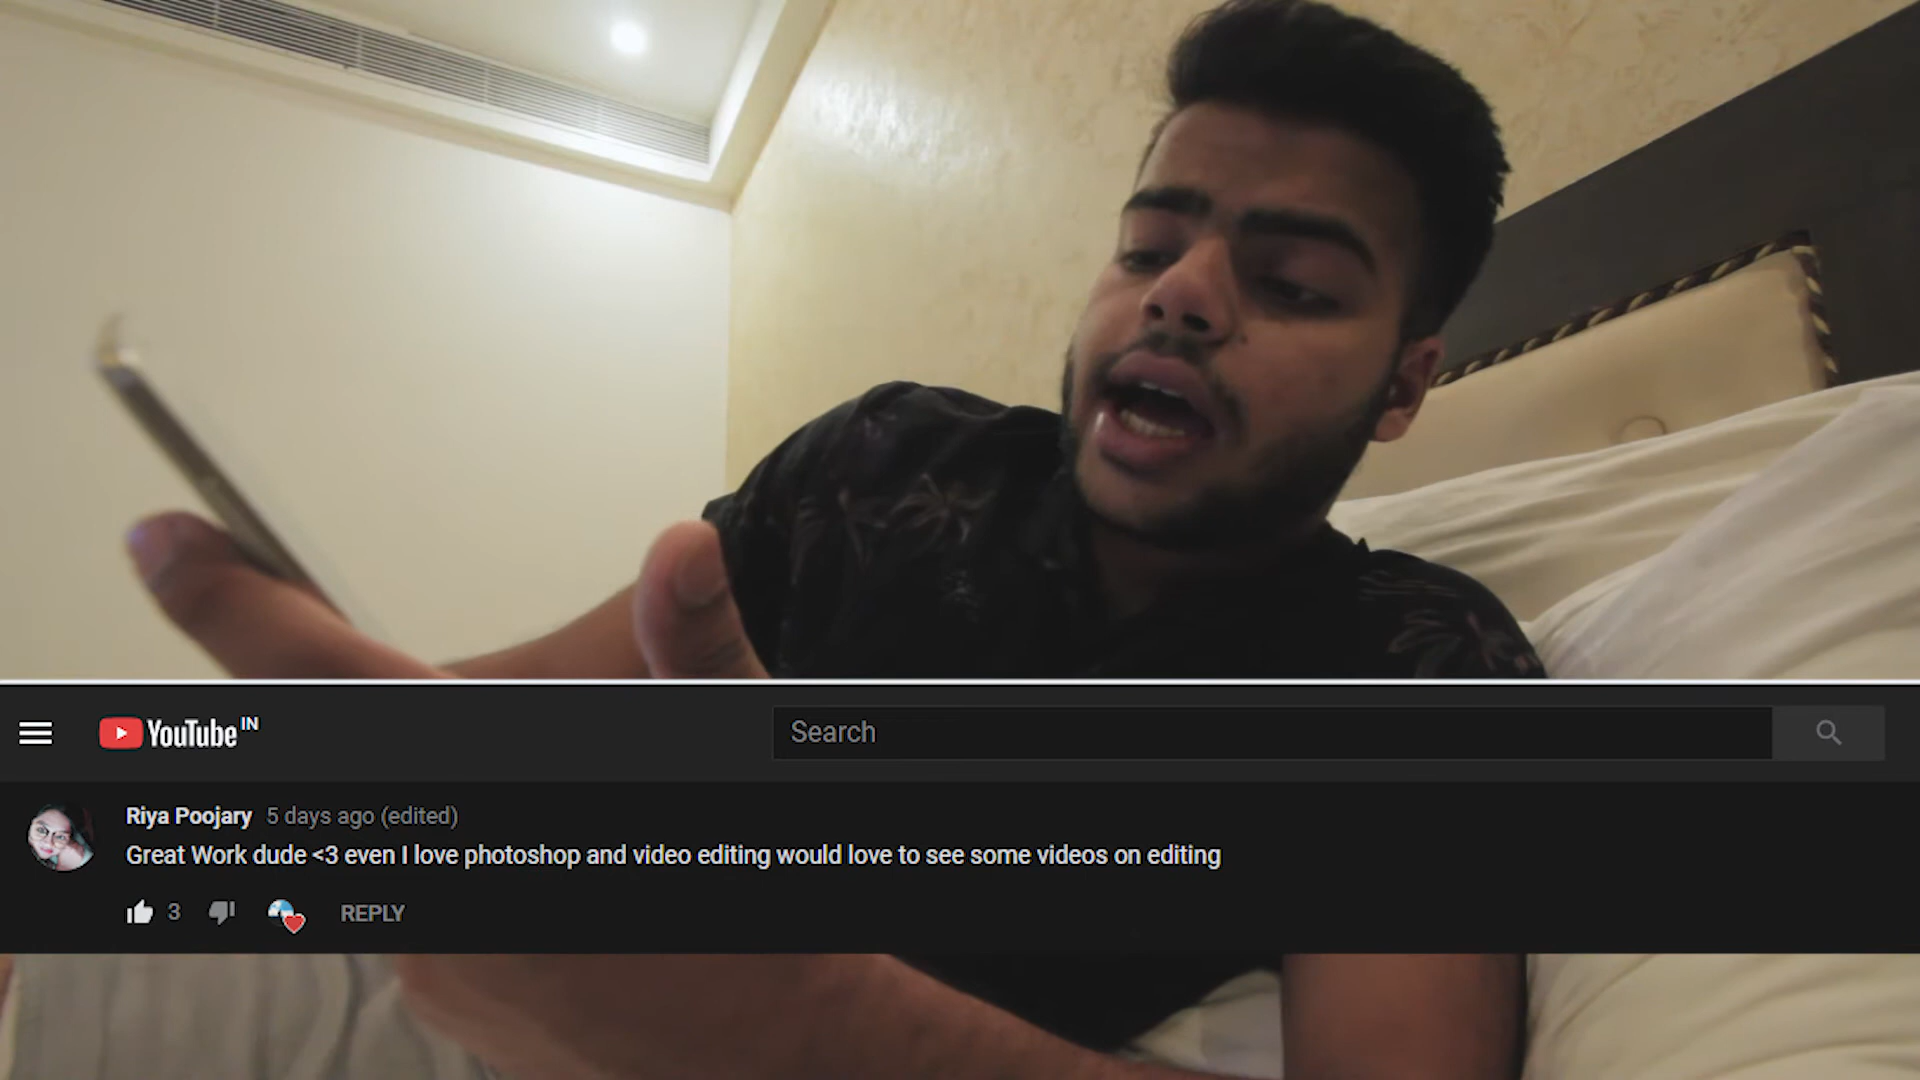 YouTube IN
Search
Riya Poojary 5 days ago (edited)
Great Work dude <3 even I love photoshop and video editing would love to see some videos on editing
3 REPLY